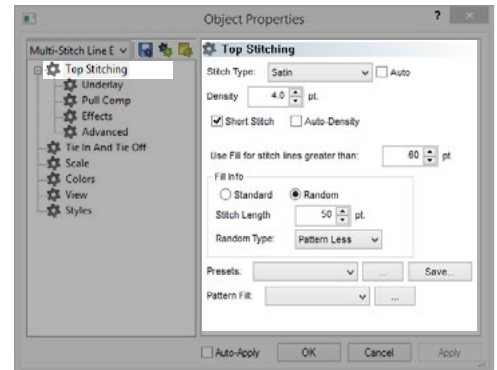 Object Properties
?
Multi-Stitch Line E
Top Stitching
Underlay
Pull Comp
Effects
Advanced
Tie In And Tie Off
Scale
Colors
View
Styles
Top Stitching
Stitch Type: Satin Auto
Density 4.0 pt.
Short Stitch Auto-Density
Use Fill for stitch lines greater than: 60 pt
Fill Info
Standard Random
Stitch Length 50 pt.
Random Type: Pattern Less
Presets: ... Save...
Pattern Fill: ...
Auto-Apply OK Cancel Apply